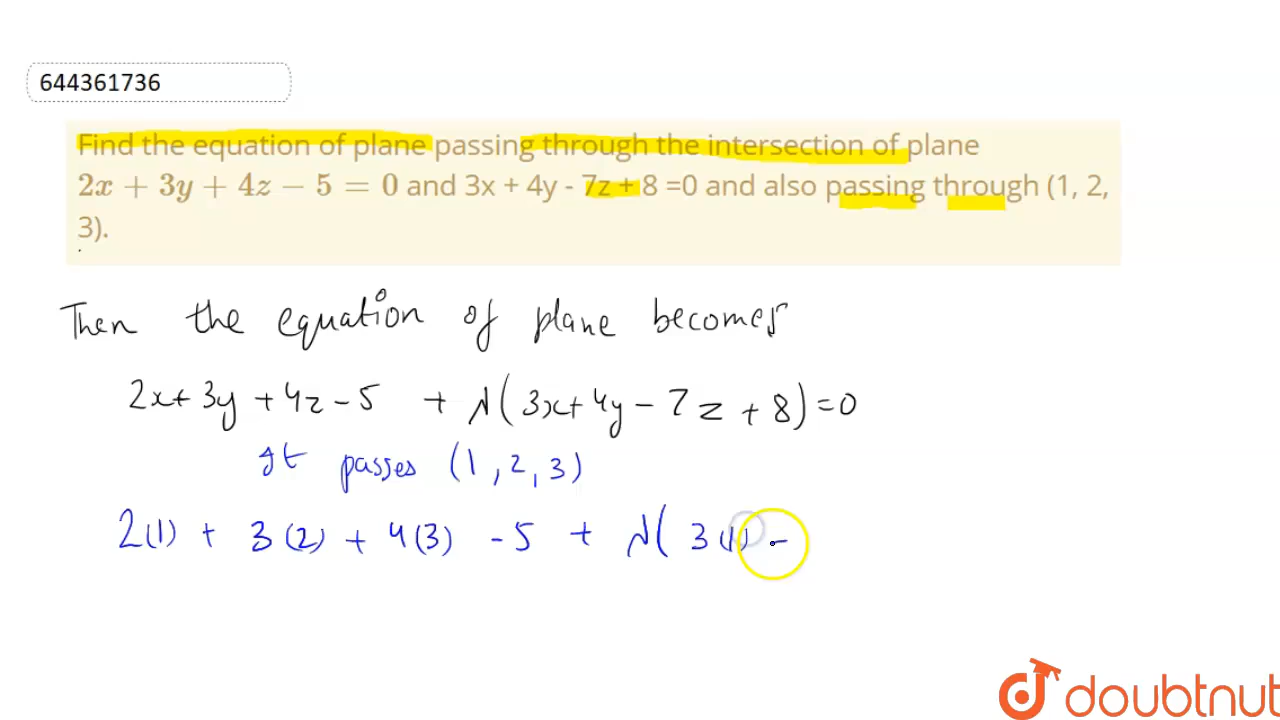 644361736
Find the equation of plane passing through the intersection of plane
2x + 3y + 4z − 5 = 0 and 3x + 4y - 7z + 8 =0 and also passing through (1, 2,
3).
Then the equation of plane becomes
2x + 3y + 4z - 5 + λ(3x + 4y - 7z + 8) = 0
It passes (1, 2, 3)
2(1) + 3(2) + 4(3) - 5 + λ( 3(1) -
doubtnut